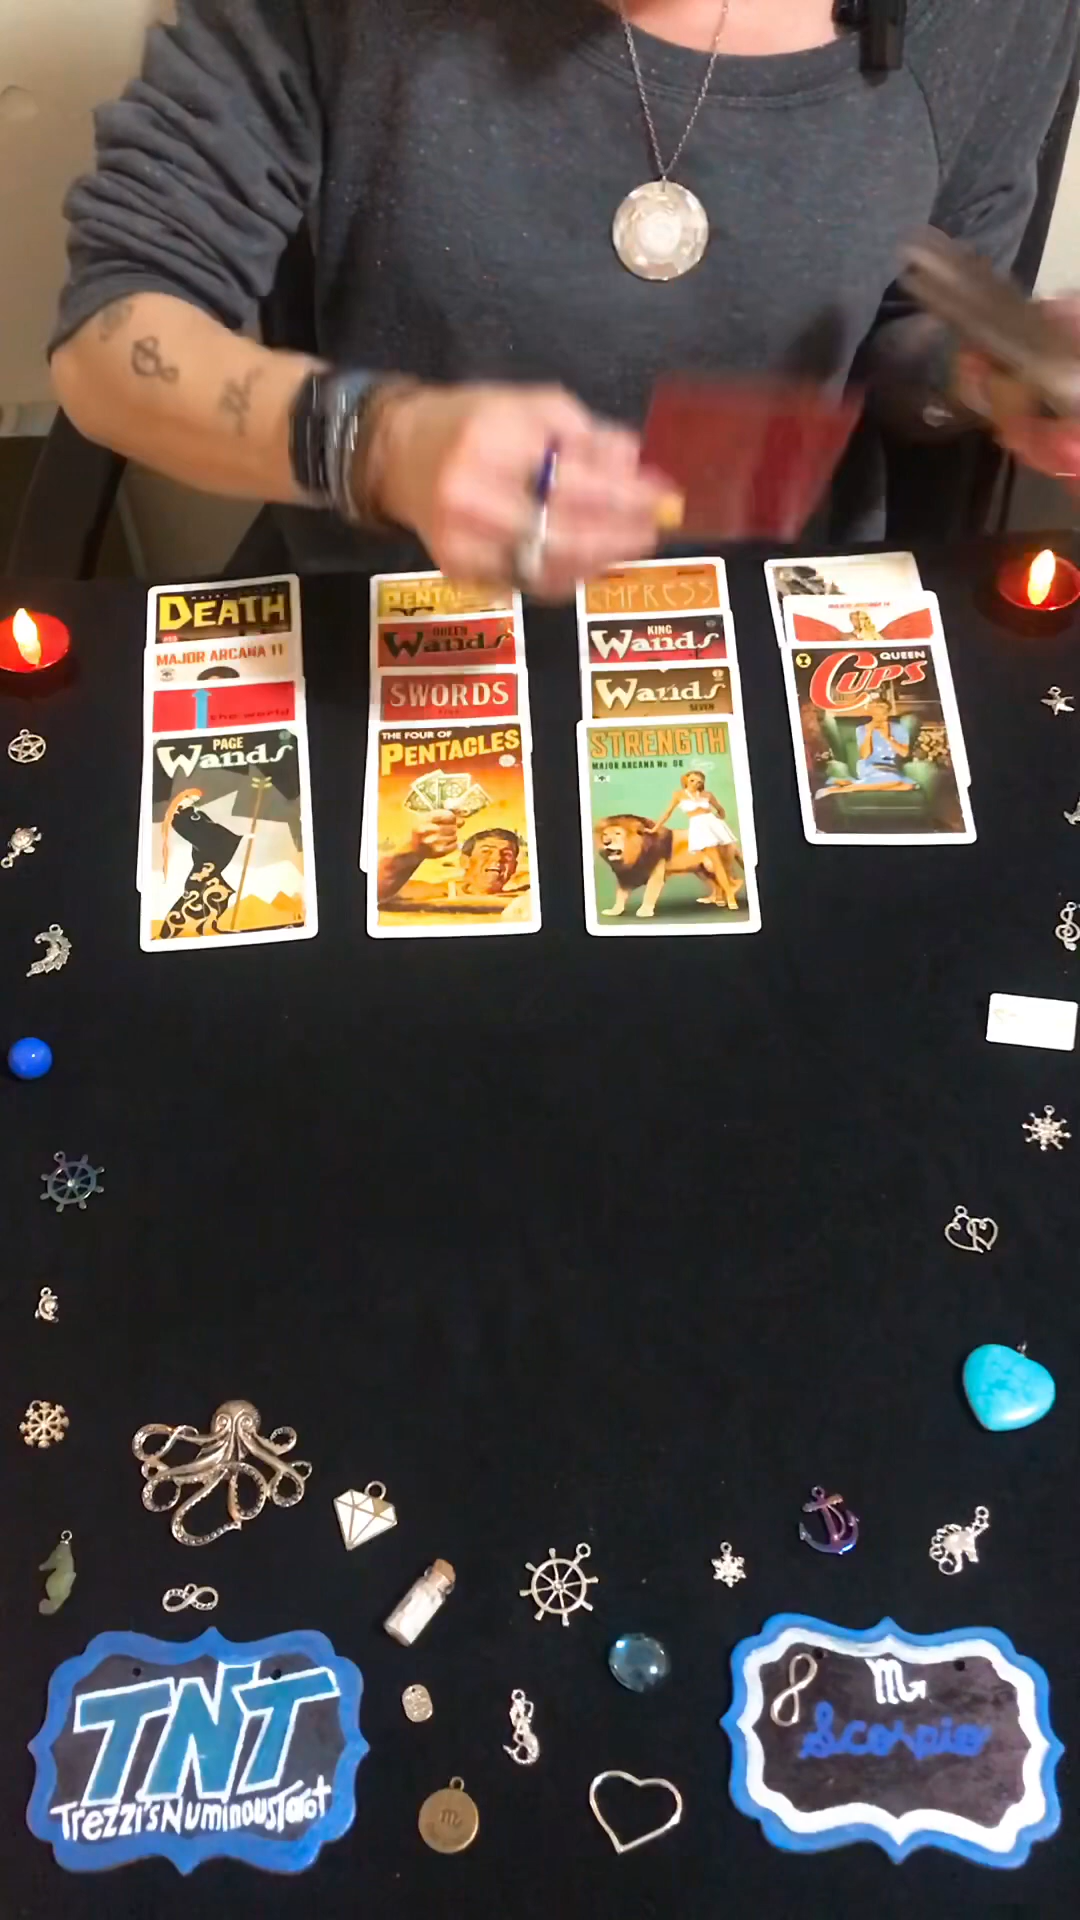 DEATH
MAJOR ARCANA 11
the world
PAGE
Wands
PENTAC
QUEEN
Wands
SWORDS
THE FOUR OF
PENTACLES
EMPRESS
KING
Wands
Wands
SEVEN
STRENGTH
MAJOR ARCANA No 08
QUEEN
CUPS
TNT
Trezzi'sNuminousTarot
♏
Scorpio
♏